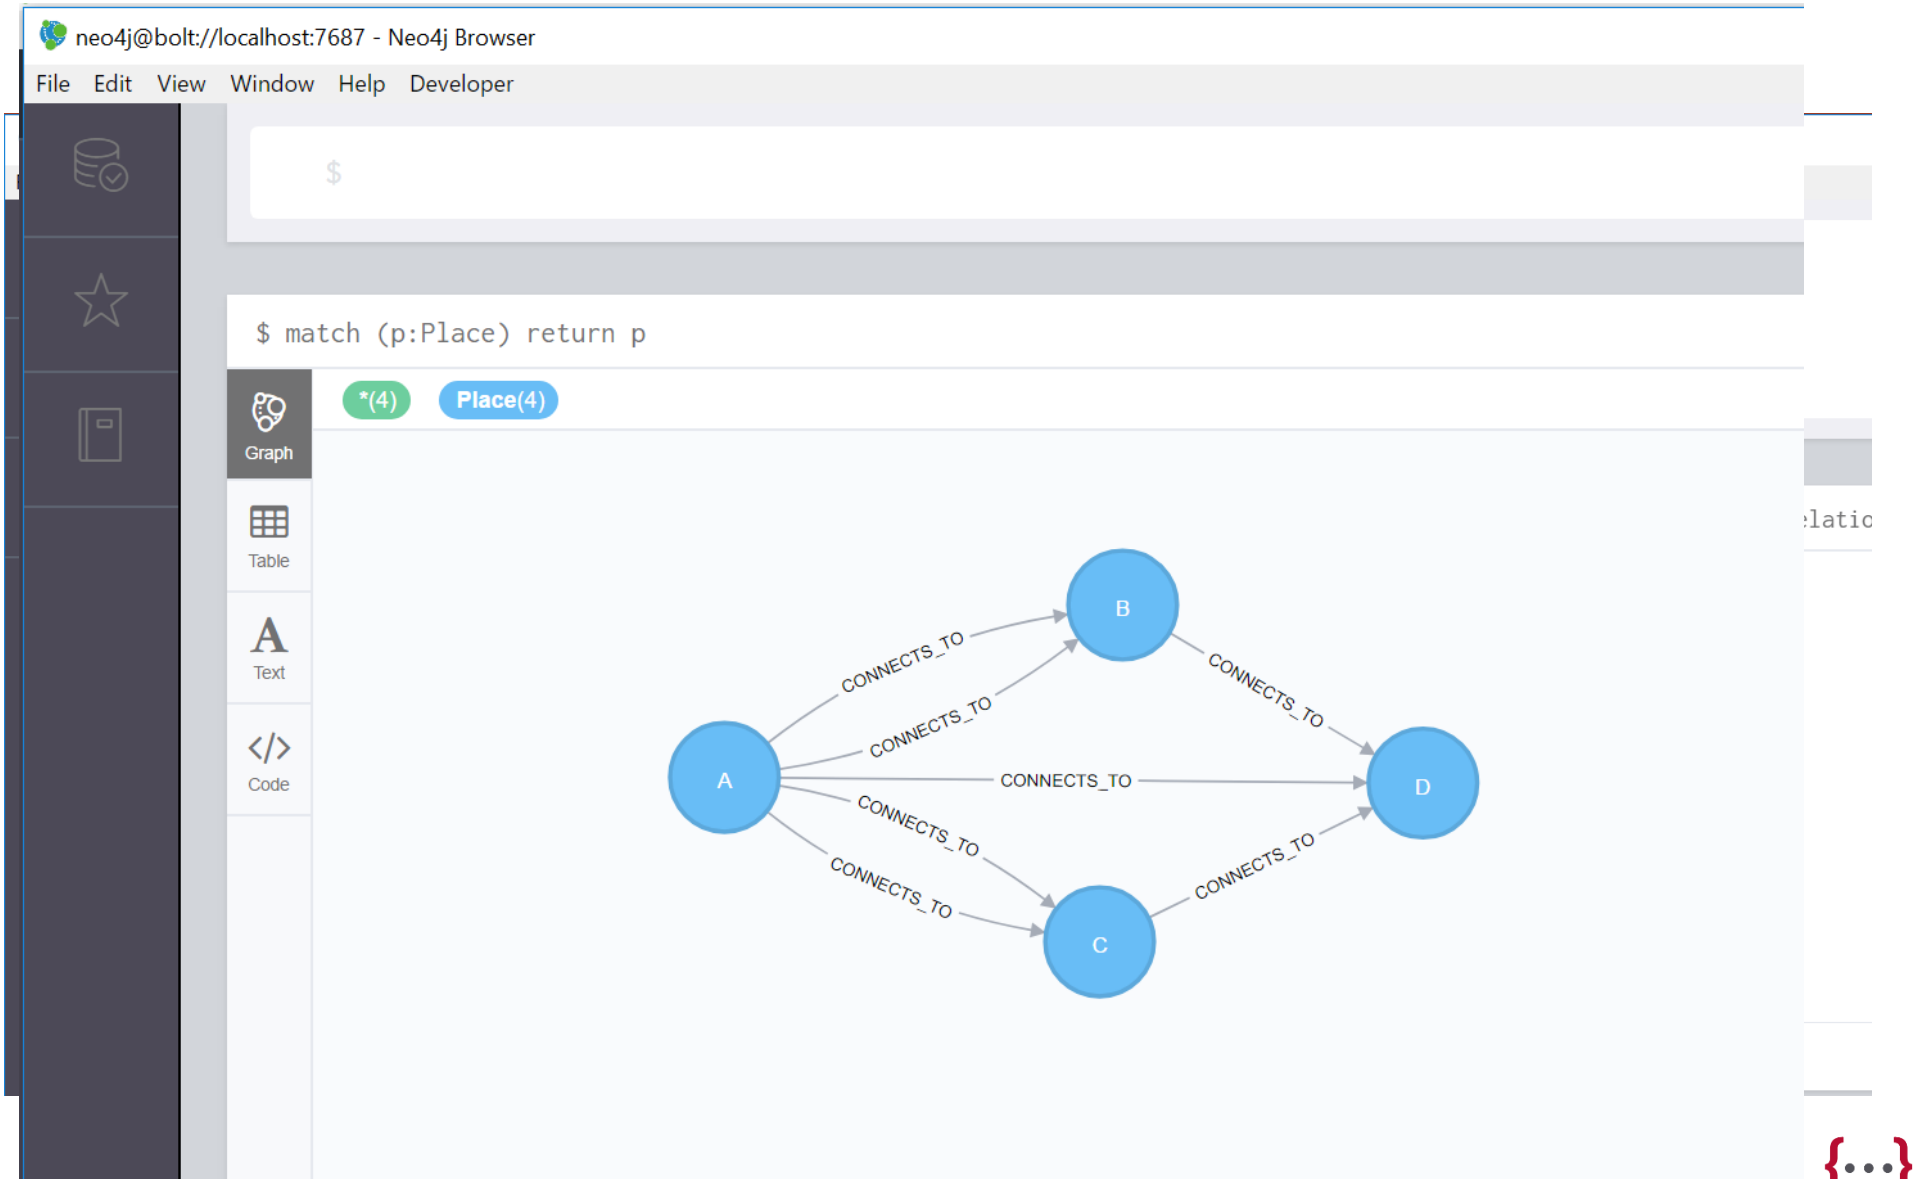 neo4j@bolt://localhost:7687 - Neo4j Browser
File Edit View Window Help Developer
$
$ match (p:Place) return p
*(4) Place(4)
Graph
Table
Text
Code
elatio
B
CONNECTS_TO
CONNECTS_TO
CONNECTS_TO
A
CONNECTS_TO
D
CONNECTS_TO
CONNECTS_TO
CONNECTS_TO
C
{...}